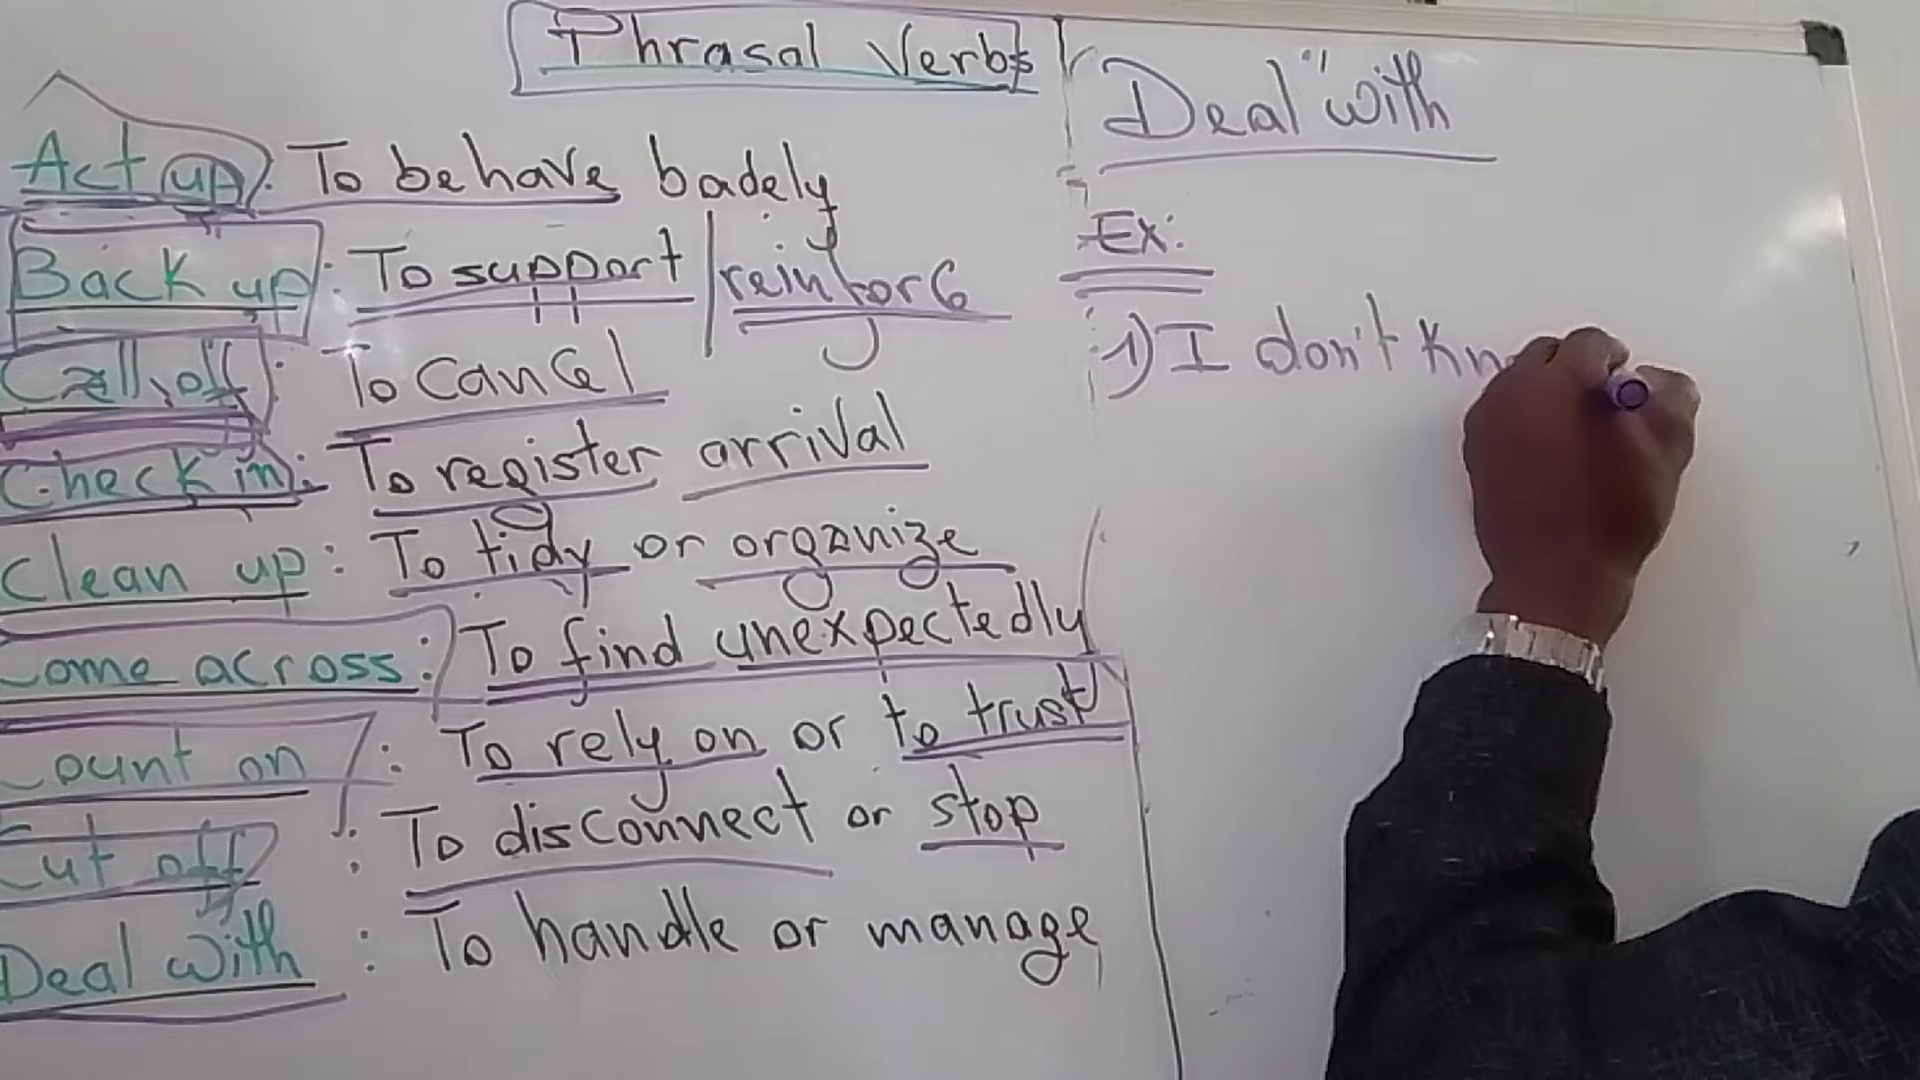 Phrasal Verbs
Act up: To behave badely
Back up: To support / reinforce
Call off: To cancel
Check in: To register arrival
Clean up: To tidy or organize
Come across: To find unexpectedly
Count on: To rely on or to trust
Cut off: To disconnect or stop
Deal with: To handle or manage
Deal "with
Ex:
1) I don't Kn